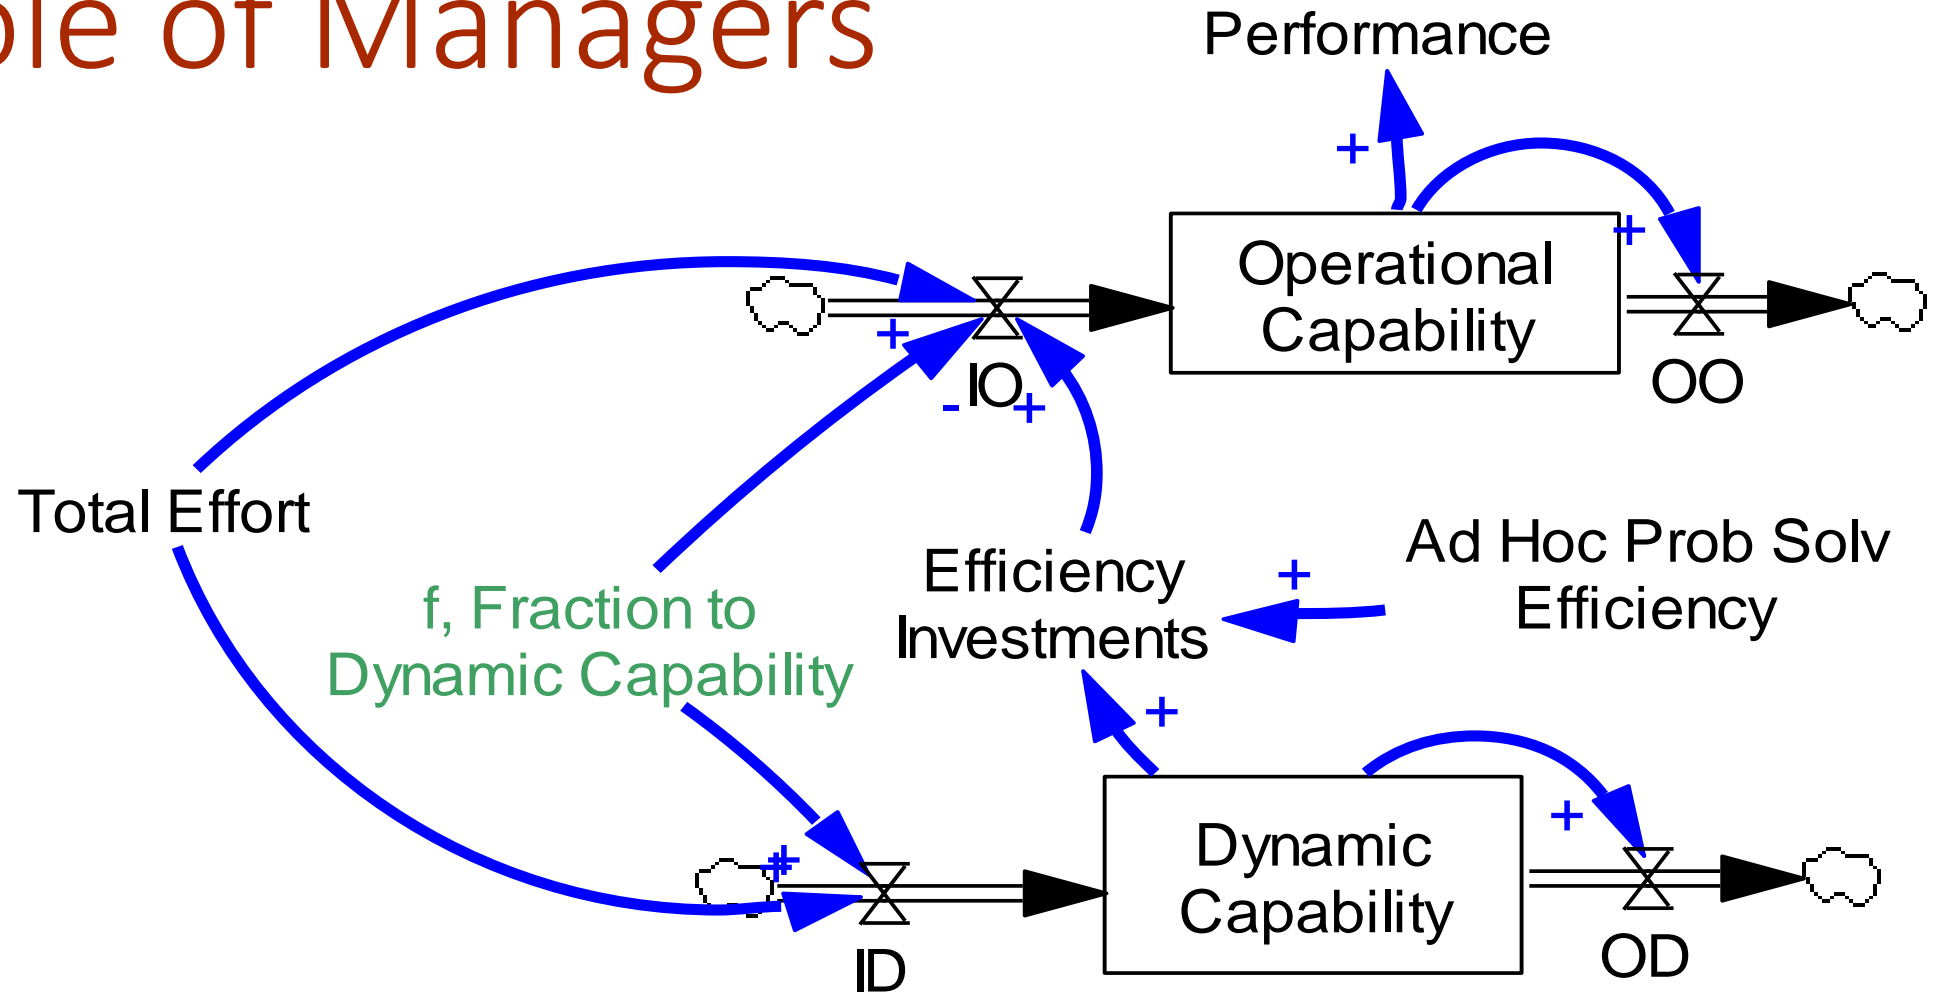 ole of Managers
Performance
+
+
Operational
Capability
+
IO
- +
OO
Total Effort
Ad Hoc Prob Solv
Efficiency
+
Efficiency
Investments
f, Fraction to
Dynamic Capability
+
+
+
+
Dynamic
Capability
ID
OD